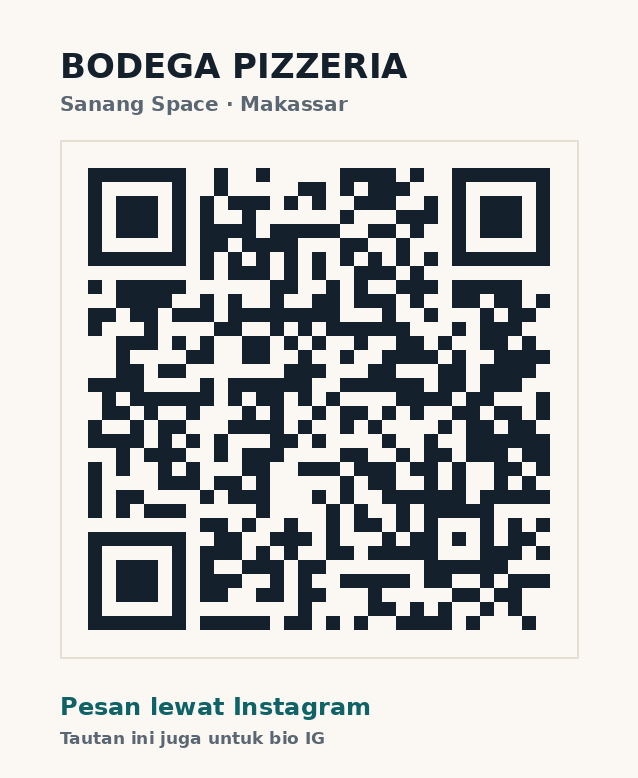 BODEGA PIZZERIA
Sanang Space · Makassar
Pesan lewat Instagram
Tautan ini juga untuk bio IG